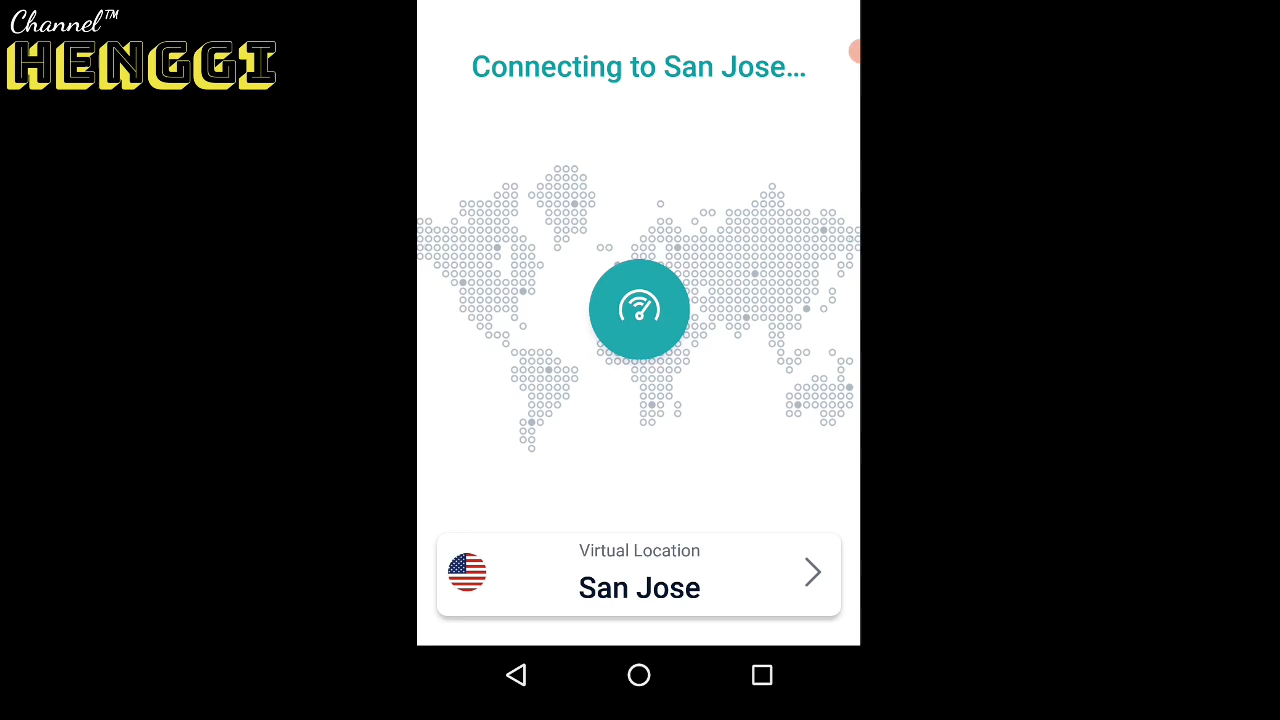 Channel™
HENGGI
Connecting to San Jose...
Virtual Location
San Jose